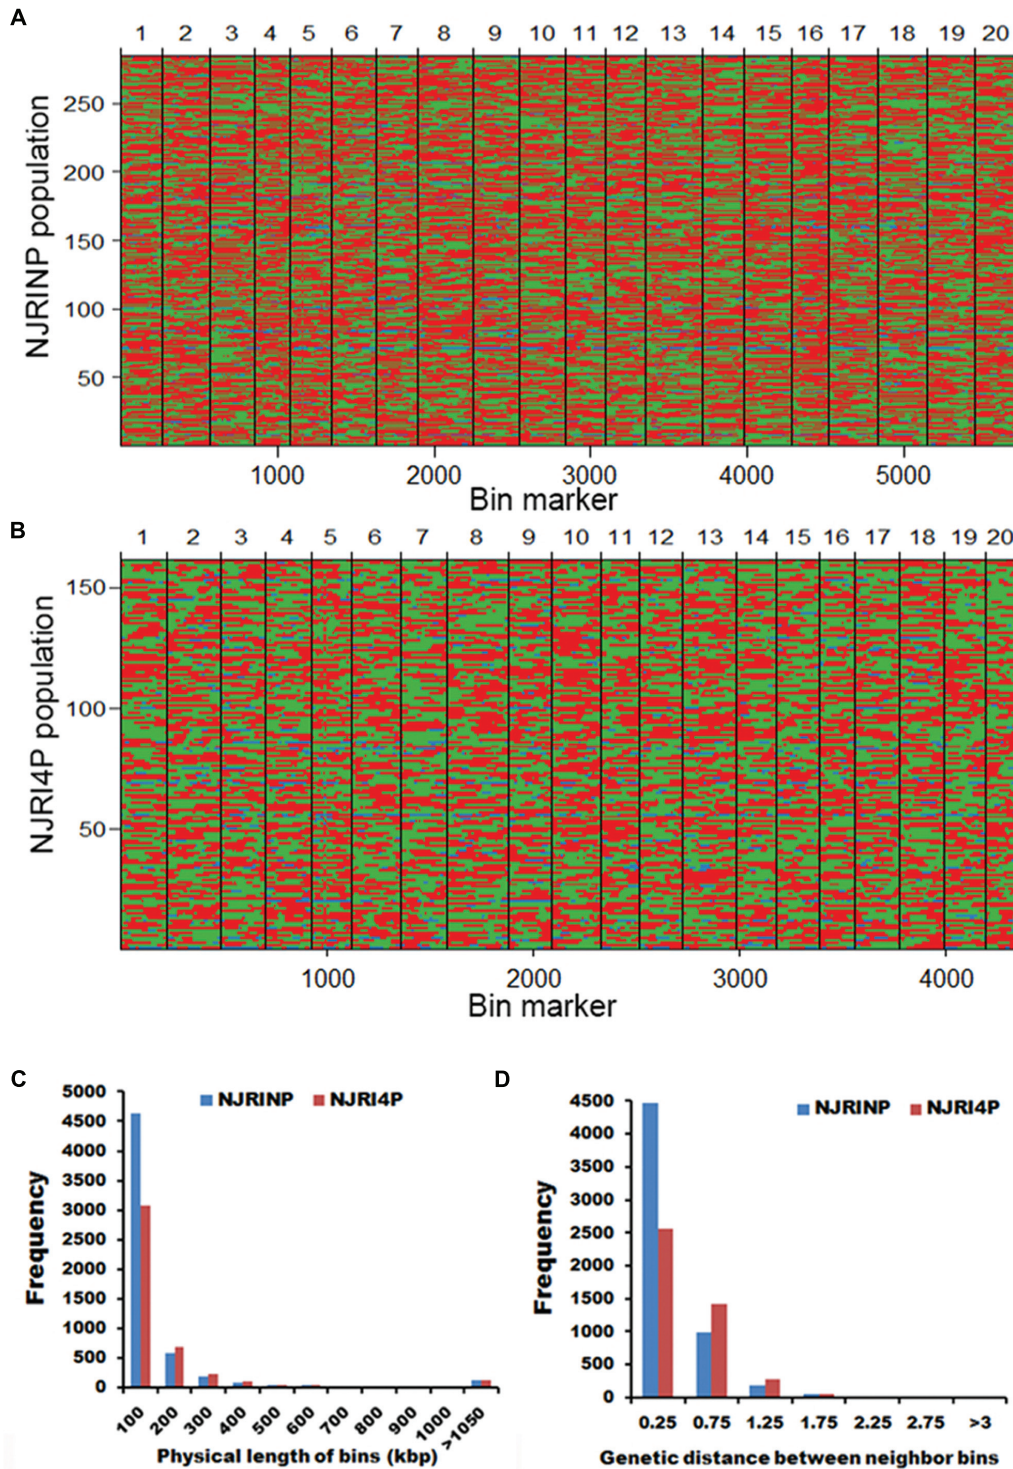 A
1 2 3 4 5 6 7 8 9 10 11 12 13 14 15 16 17 18 19 20
NJRINP population
250
200
150
100
50
1000 2000 3000 4000 5000
Bin marker
B
1 2 3 4 5 6 7 8 9 10 11 12 13 14 15 16 17 18 19 20
NJRI4P population
150
100
50
1000 2000 3000 4000
Bin marker
C
NJRINP NJRI4P
Frequency
5000
4500
4000
3500
3000
2500
2000
1500
1000
500
0
100 200 300 400 500 600 700 800 900 1000 >1050
Physical length of bins (kbp)
D
NJRINP NJRI4P
Frequency
4500
4000
3500
3000
2500
2000
1500
1000
500
0
0.25 0.75 1.25 1.75 2.25 2.75 >3
Genetic distance between neighbor bins